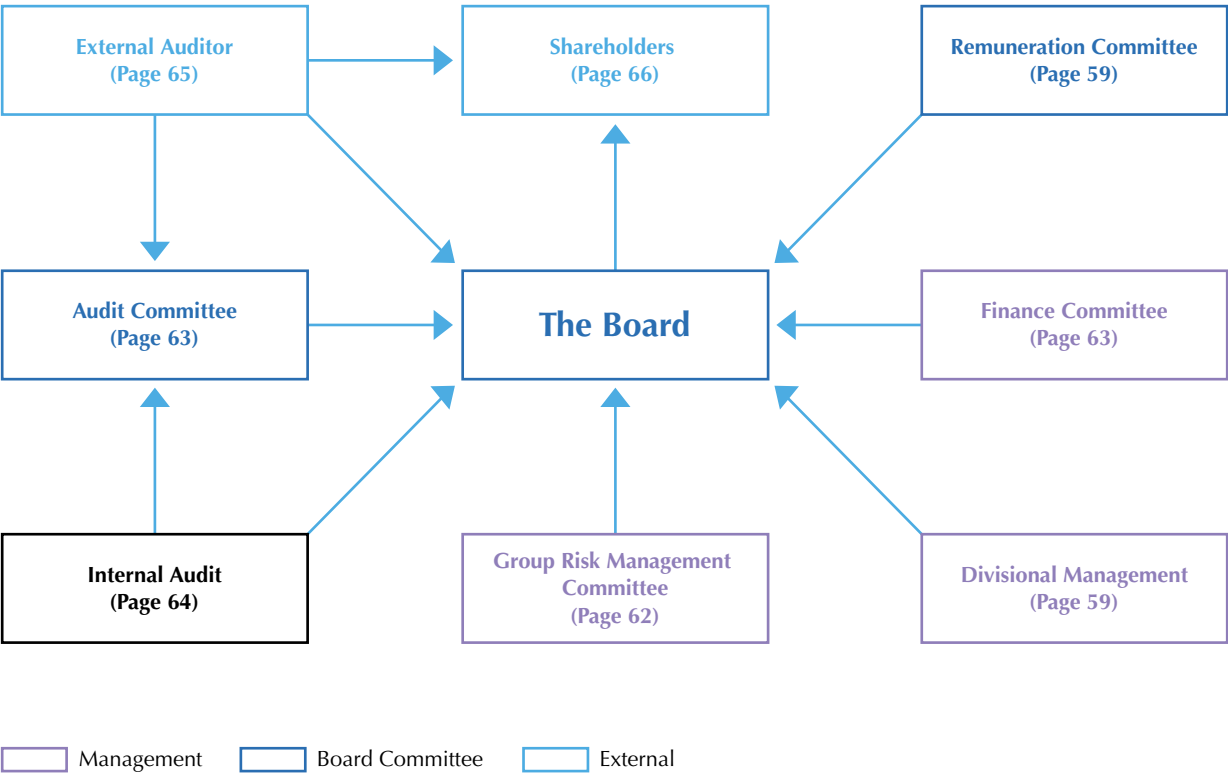 External Auditor
(Page 65)
Shareholders
(Page 66)
Remuneration Committee
(Page 59)
Audit Committee
(Page 63)
The Board
Finance Committee
(Page 63)
Internal Audit
(Page 64)
Group Risk Management
Committee
(Page 62)
Divisional Management
(Page 59)
Management
Board Committee
External